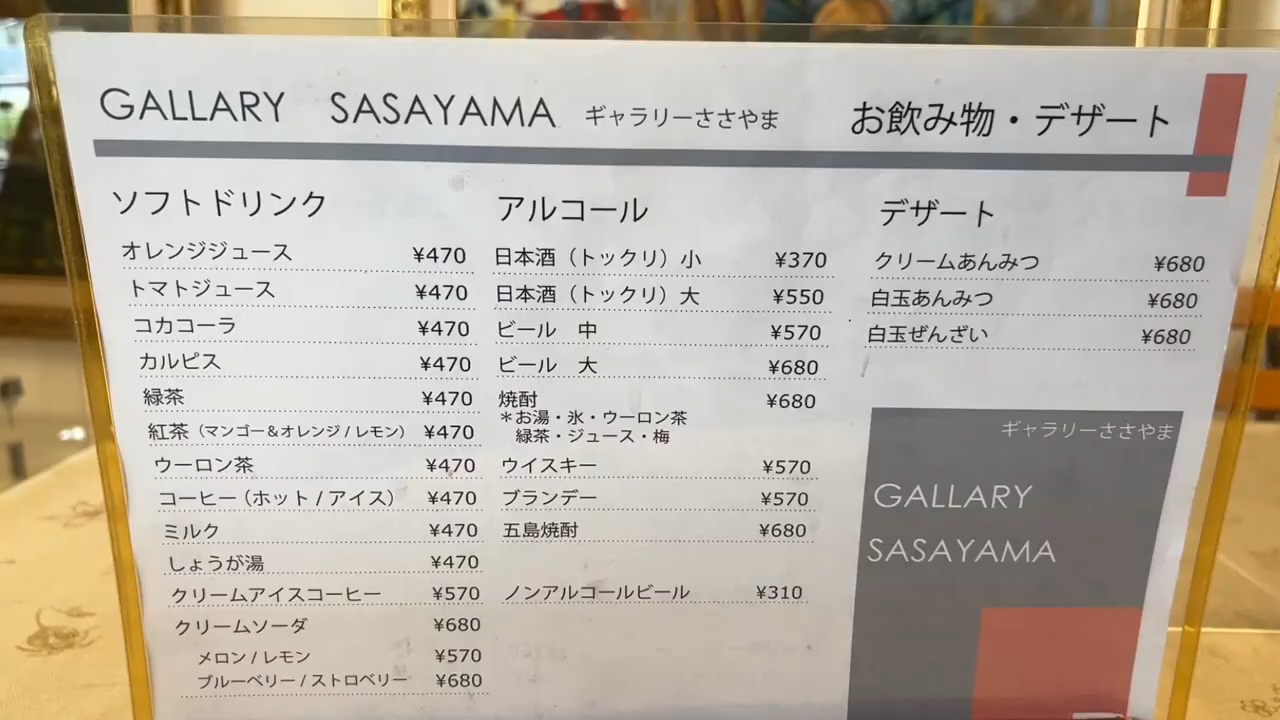 GALLARY SASAYAMA ギャラリーささやま お飲み物・デザート
ソフトドリンク
オレンジジュース ¥470
トマトジュース ¥470
コカコーラ ¥470
カルピス ¥470
緑茶 ¥470
紅茶（マンゴー＆オレンジ / レモン） ¥470
ウーロン茶 ¥470
コーヒー（ホット / アイス） ¥470
ミルク ¥470
しょうが湯 ¥470
クリームアイスコーヒー ¥570
クリームソーダ ¥680
メロン / レモン ¥570
ブルーベリー / ストロベリー ¥680
アルコール
日本酒（トックリ）小 ¥370
日本酒（トックリ）大 ¥550
ビール 中 ¥570
ビール 大 ¥680
焼酎 ¥680
＊お湯・氷・ウーロン茶
緑茶・ジュース・梅
ウイスキー ¥570
ブランデー ¥570
五島焼酎 ¥680
ノンアルコールビール ¥310
デザート
クリームあんみつ ¥680
白玉あんみつ ¥680
白玉ぜんざい ¥680
ギャラリーささやま
GALLARY
SASAYAMA